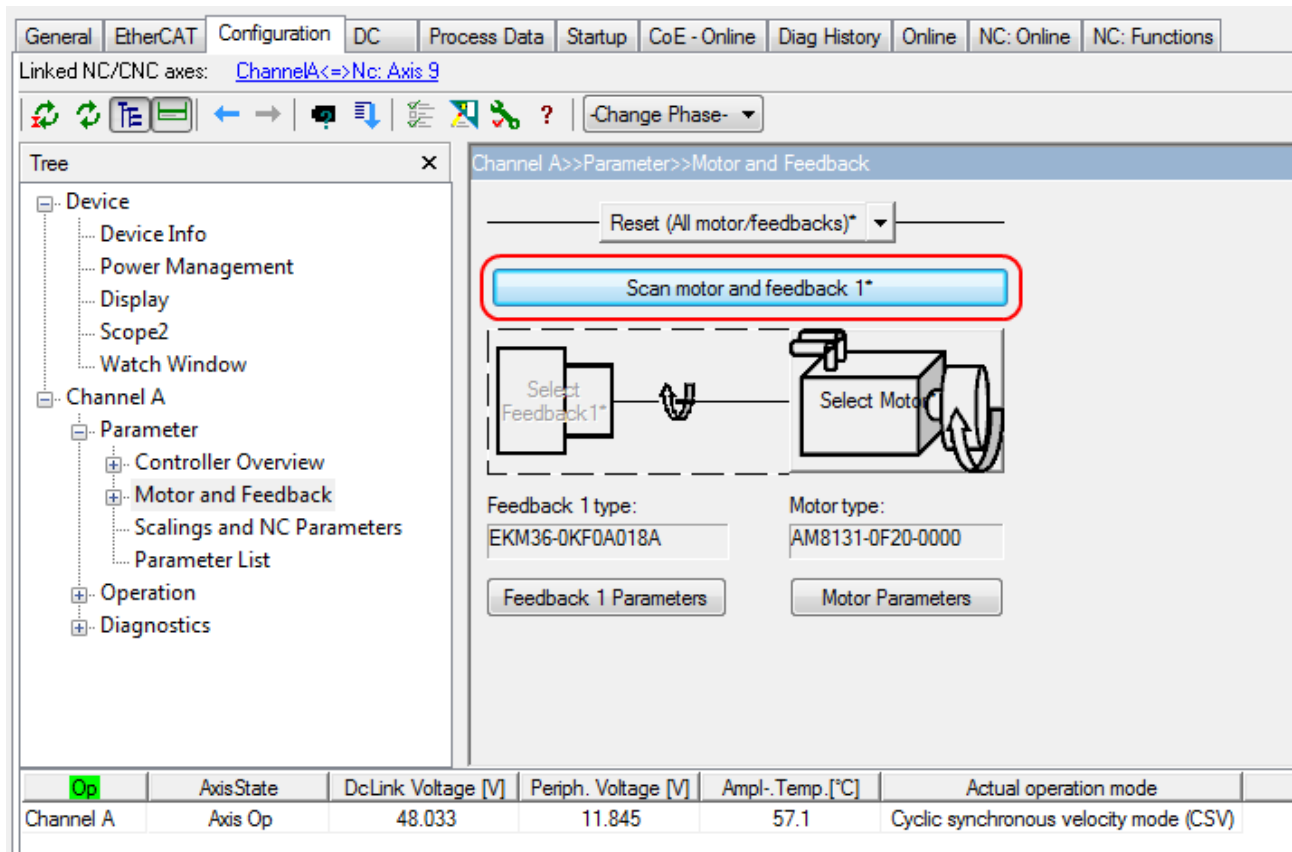 General EtherCAT Configuration DC Process Data Startup CoE - Online Diag History Online NC: Online NC: Functions
Linked NC/CNC axes: ChannelA<=>Nc: Axis 9
TE ? -Change Phase-
Tree x
Channel A>>Parameter>>Motor and Feedback
Device
Device Info
Power Management
Display
Scope2
Watch Window
Channel A
Parameter
Controller Overview
Motor and Feedback
Scalings and NC Parameters
Parameter List
Operation
Diagnostics
Reset (All motor/feedbacks)*
Scan motor and feedback 1*
Select
Feedback1*
Select Motor
Feedback 1 type: Motor type:
EKM36-0KF0A018A AM8131-0F20-0000
Feedback 1 Parameters Motor Parameters
Op AxisState DcLink Voltage [V] Periph. Voltage [V] Ampl-.Temp.[°C] Actual operation mode
Channel A Axis Op 48.033 11.845 57.1 Cyclic synchronous velocity mode (CSV)